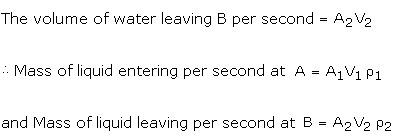 The volume of water leaving B per second = A₂V₂
∴ Mass of liquid entering per second at A = A₁V₁ ρ₁
and Mass of liquid leaving per second at B = A₂V₂ ρ₂